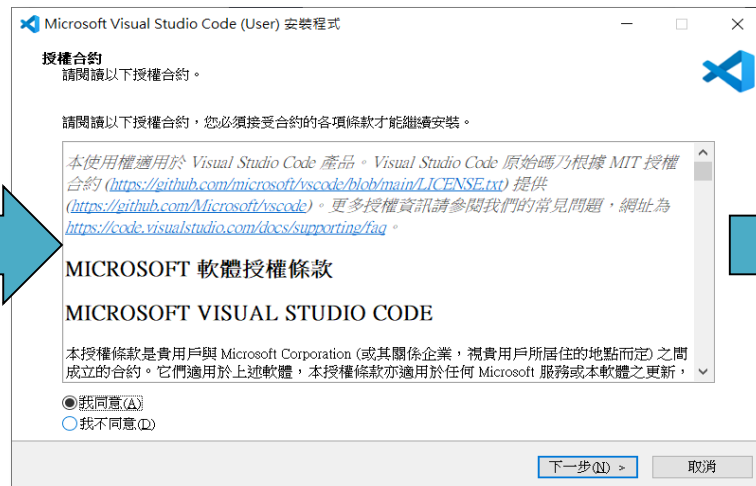 Microsoft Visual Studio Code (User) 安裝程式
授權合約
請閱讀以下授權合約。
請閱讀以下授權合約，您必須接受合約的各項條款才能繼續安裝。
本使用權適用於 Visual Studio Code 產品。Visual Studio Code 原始碼乃根據 MIT 授權
合約 (https://github.com/microsoft/vscode/blob/main/LICENSE.txt) 提供
(https://github.com/Microsoft/vscode)。更多授權資訊請參閱我們的常見問題，網址為
https://code.visualstudio.com/docs/supporting/faq。
MICROSOFT 軟體授權條款
MICROSOFT VISUAL STUDIO CODE
本授權條款是貴用戶與 Microsoft Corporation (或其關係企業，視貴用戶所居住的地點而定) 之間
成立的合約。它們適用於上述軟體，本授權條款亦適用於任何 Microsoft 服務或本軟體之更新，
我同意(A)
我不同意(D)
下一步(N) >
取消